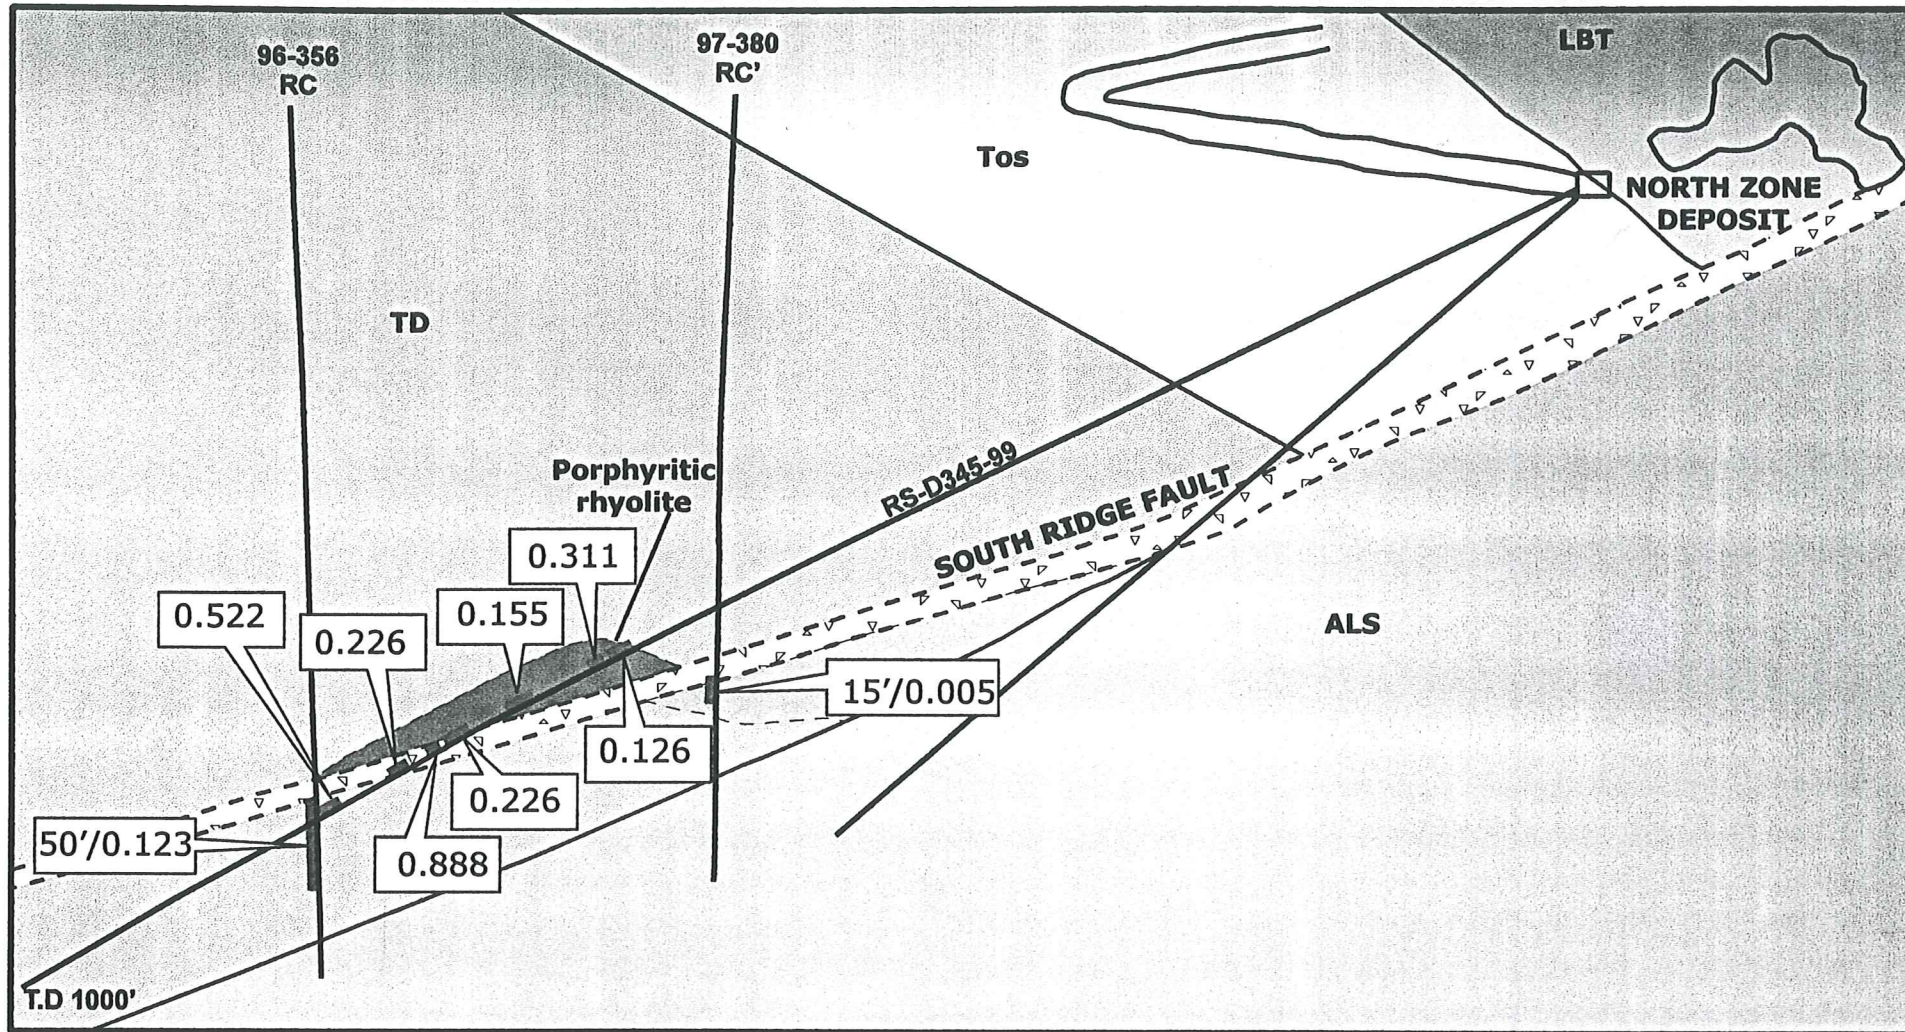 96-356
RC
97-380
RC'
LBT
Tos
NORTH ZONE
DEPOSIT
TD
Porphyritic
rhyolite
RS-D345-99
SOUTH RIDGE FAULT
0.311
0.522
0.155
0.226
ALS
15'/0.005
0.126
0.226
50'/0.123
0.888
T.D 1000'